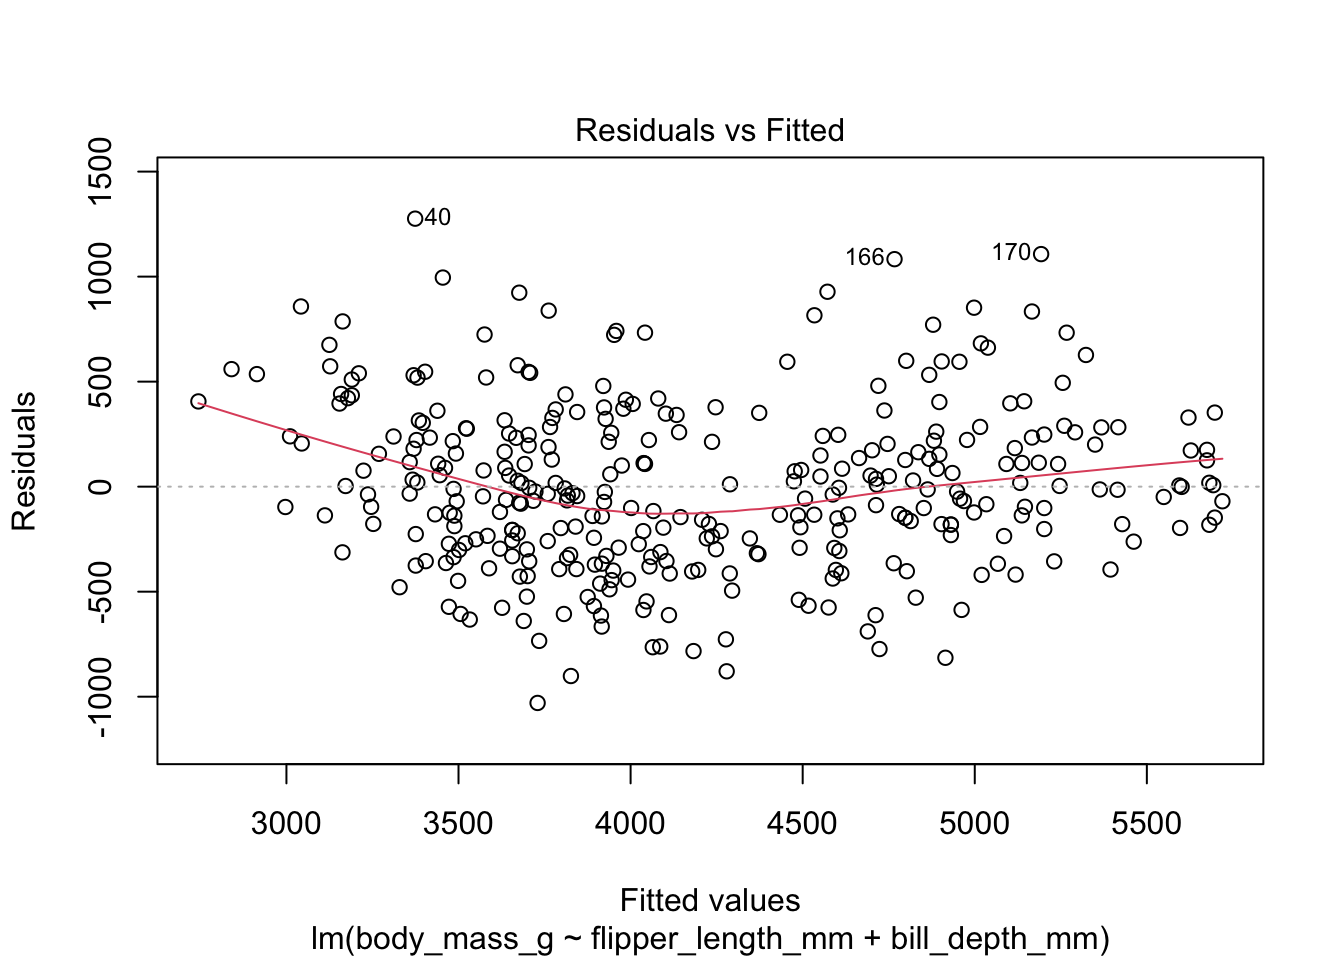 Residuals vs Fitted
Residuals
1500
1000
500
0
-500
-1000
40
166
170
3000 3500 4000 4500 5000 5500
Fitted values
lm(body_mass_g ~ flipper_length_mm + bill_depth_mm)